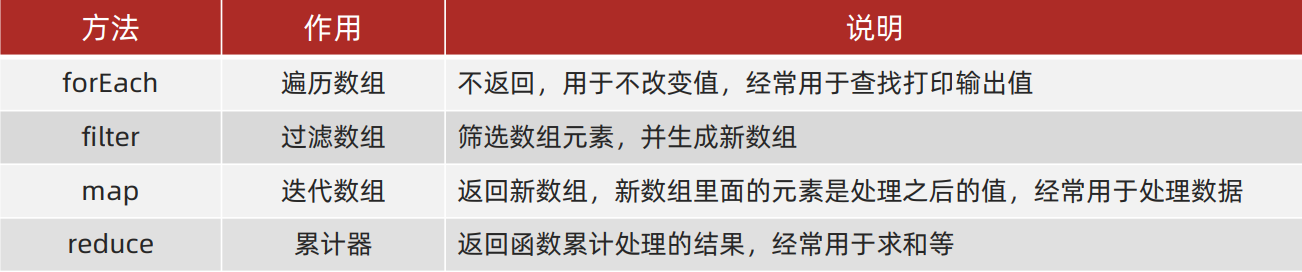 方法 作用 说明
forEach 遍历数组 不返回，用于不改变值，经常用于查找打印输出值
filter 过滤数组 筛选数组元素，并生成新数组
map 迭代数组 返回新数组，新数组里面的元素是处理之后的值，经常用于处理数据
reduce 累计器 返回函数累计处理的结果，经常用于求和等